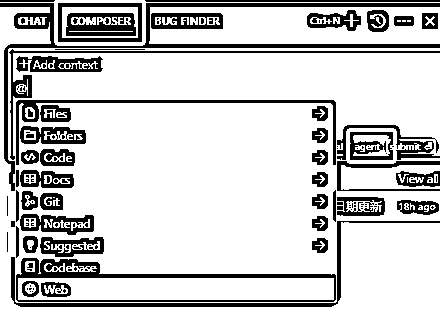 CHAT COMPOSER BUG FINDER Ctrl+N
+ Add context
@
Files
Folders
Code
agent submit
Docs
View all
Git
期更新 18h ago
Notepad
Suggested
Codebase
Web